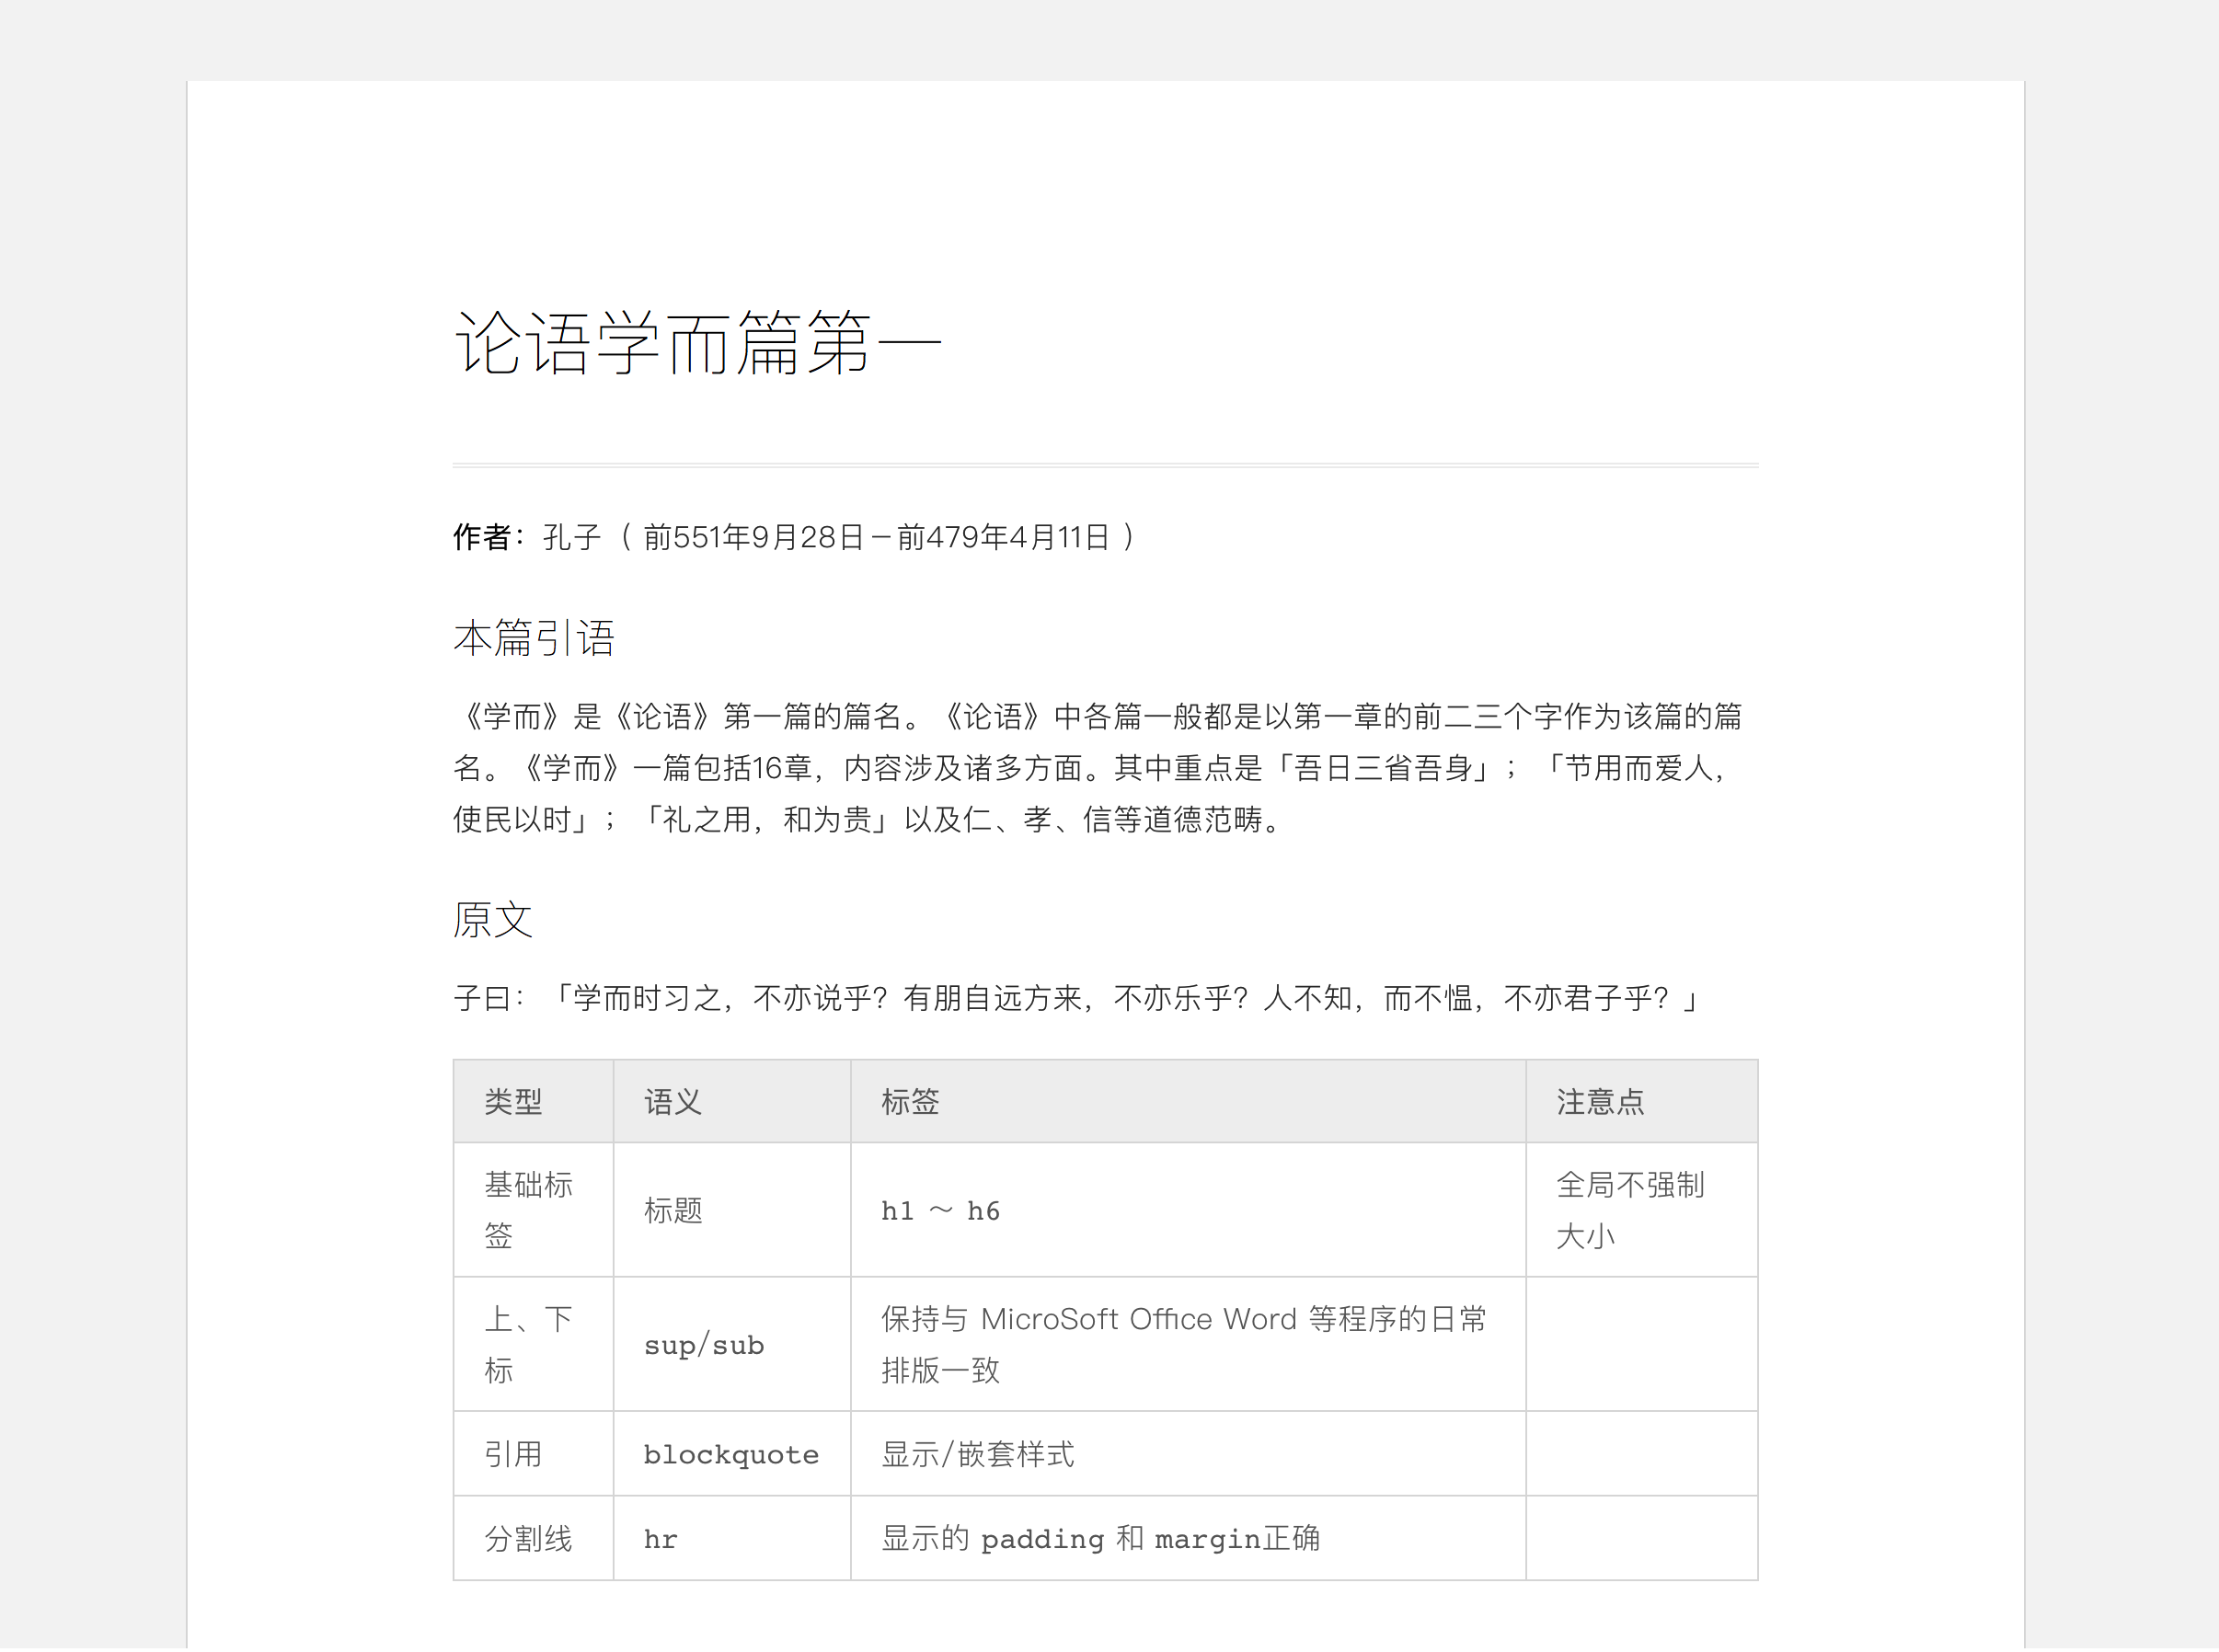 论语学而篇第一
作者：孔子（ 前551年9月28日－前479年4月11日 ）
本篇引语
《学而》是《论语》第一篇的篇名。《论语》中各篇一般都是以第一章的前二三个字作为该篇的篇
名。《学而》一篇包括16章，内容涉及诸多方面。其中重点是「吾日三省吾身」；「节用而爱人，
使民以时」；「礼之用，和为贵」以及仁、孝、信等道德范畴。
原文
子曰：「学而时习之，不亦说乎？有朋自远方来，不亦乐乎？人不知，而不愠，不亦君子乎？」
类型 语义 标签 注意点
基础标
签
标题
h1 ～ h6
全局不强制
大小
上、下
标
sup/sub
保持与 MicroSoft Office Word 等程序的日常
排版一致
引用 blockquote 显示/嵌套样式
分割线 hr 显示的 padding 和 margin正确